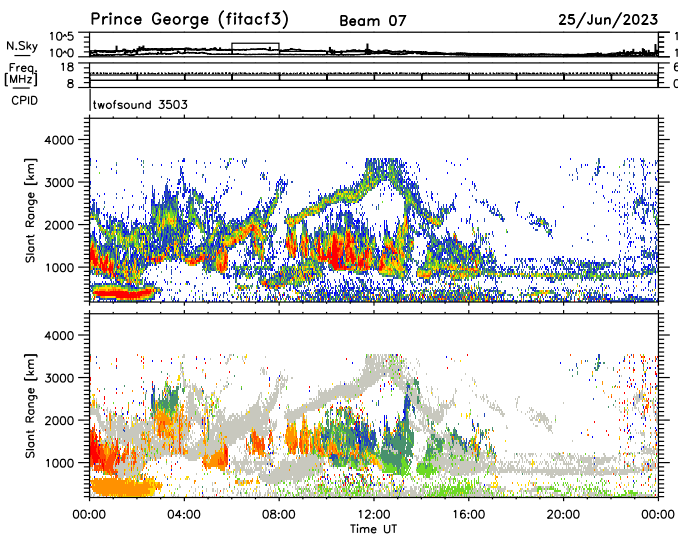 Prince George (fitacf3) Beam 07 25/Jun/2023
10^5
N.Sky
10^0
Freq. 18 6
[MHz] 8 0
CPID
twofsound 3503
4000
3000
2000
1000
Slant Range [km]
4000
3000
2000
1000
Slant Range [km]
00:00 04:00 08:00 12:00 16:00 20:00 00:00
Time UT